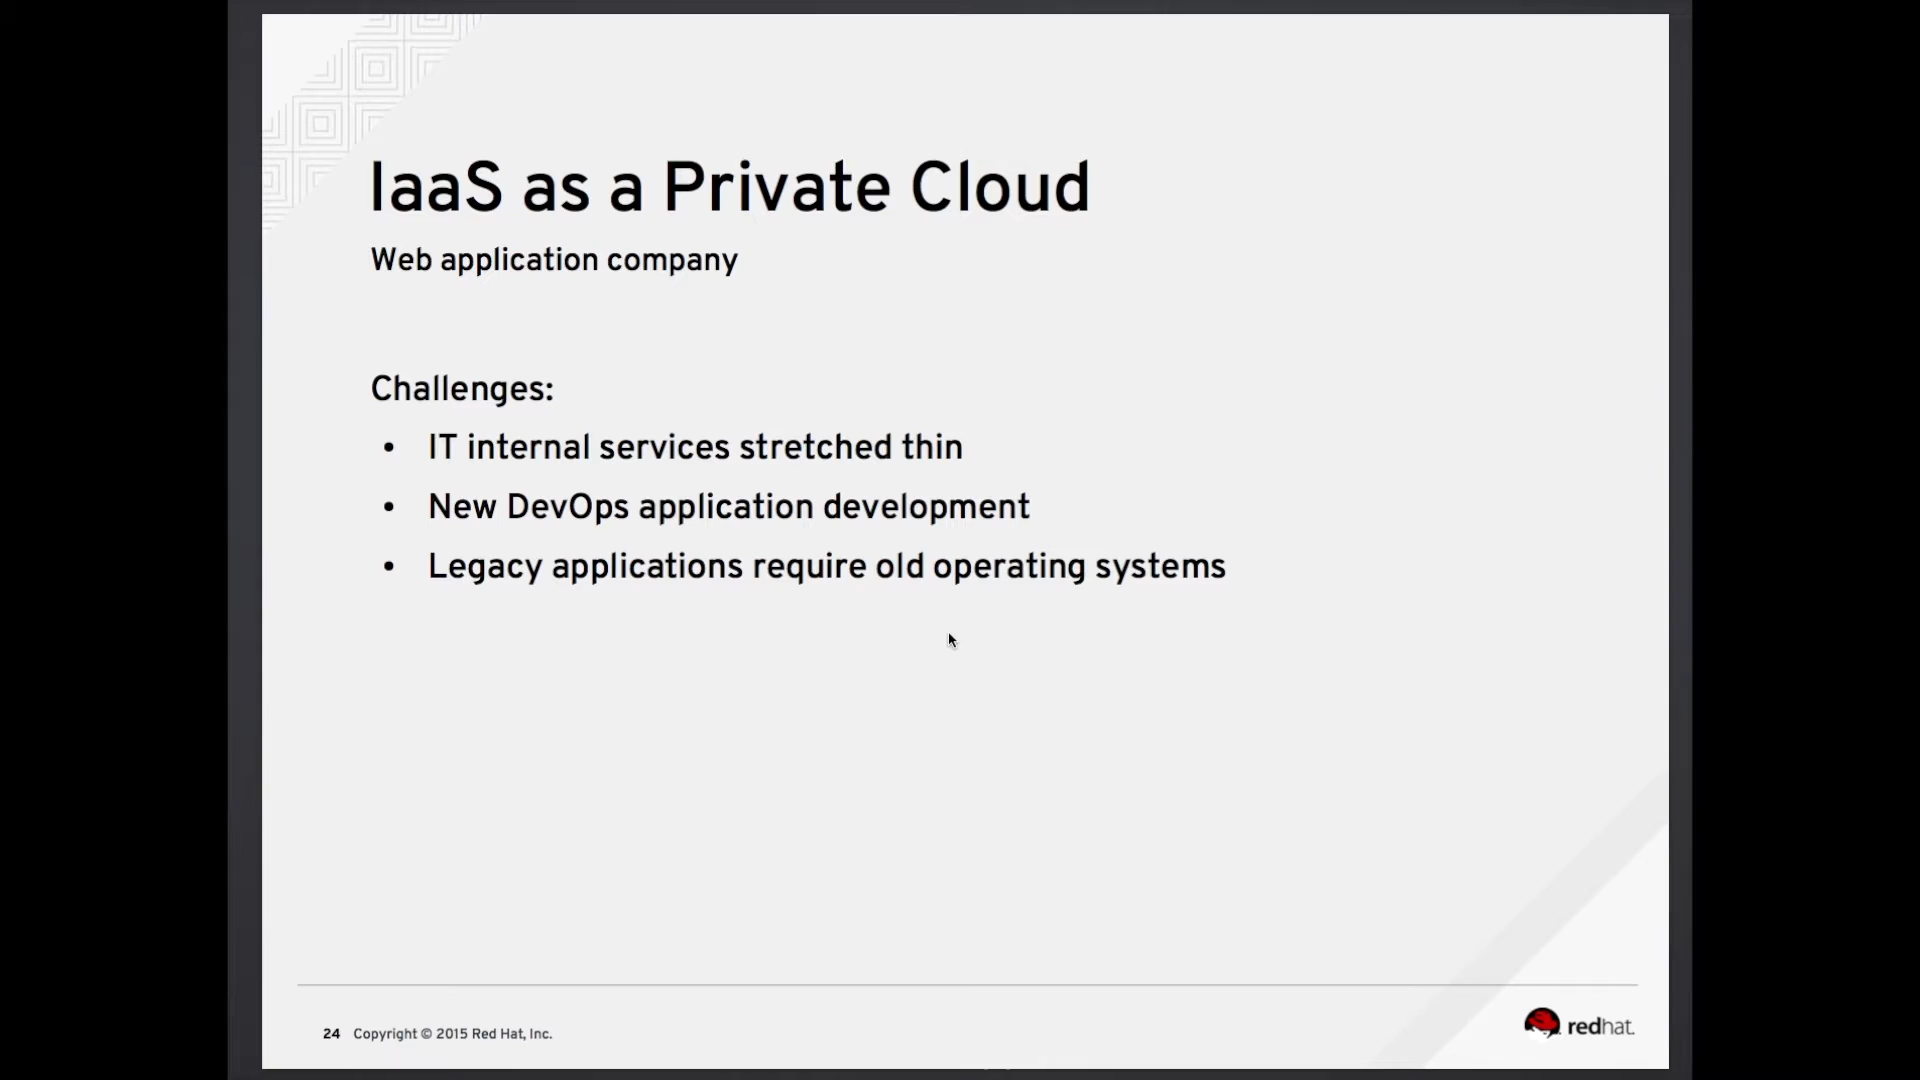 IaaS as a Private Cloud
Web application company
Challenges:
• IT internal services stretched thin
• New DevOps application development
• Legacy applications require old operating systems
24 Copyright © 2015 Red Hat, Inc.
redhat.